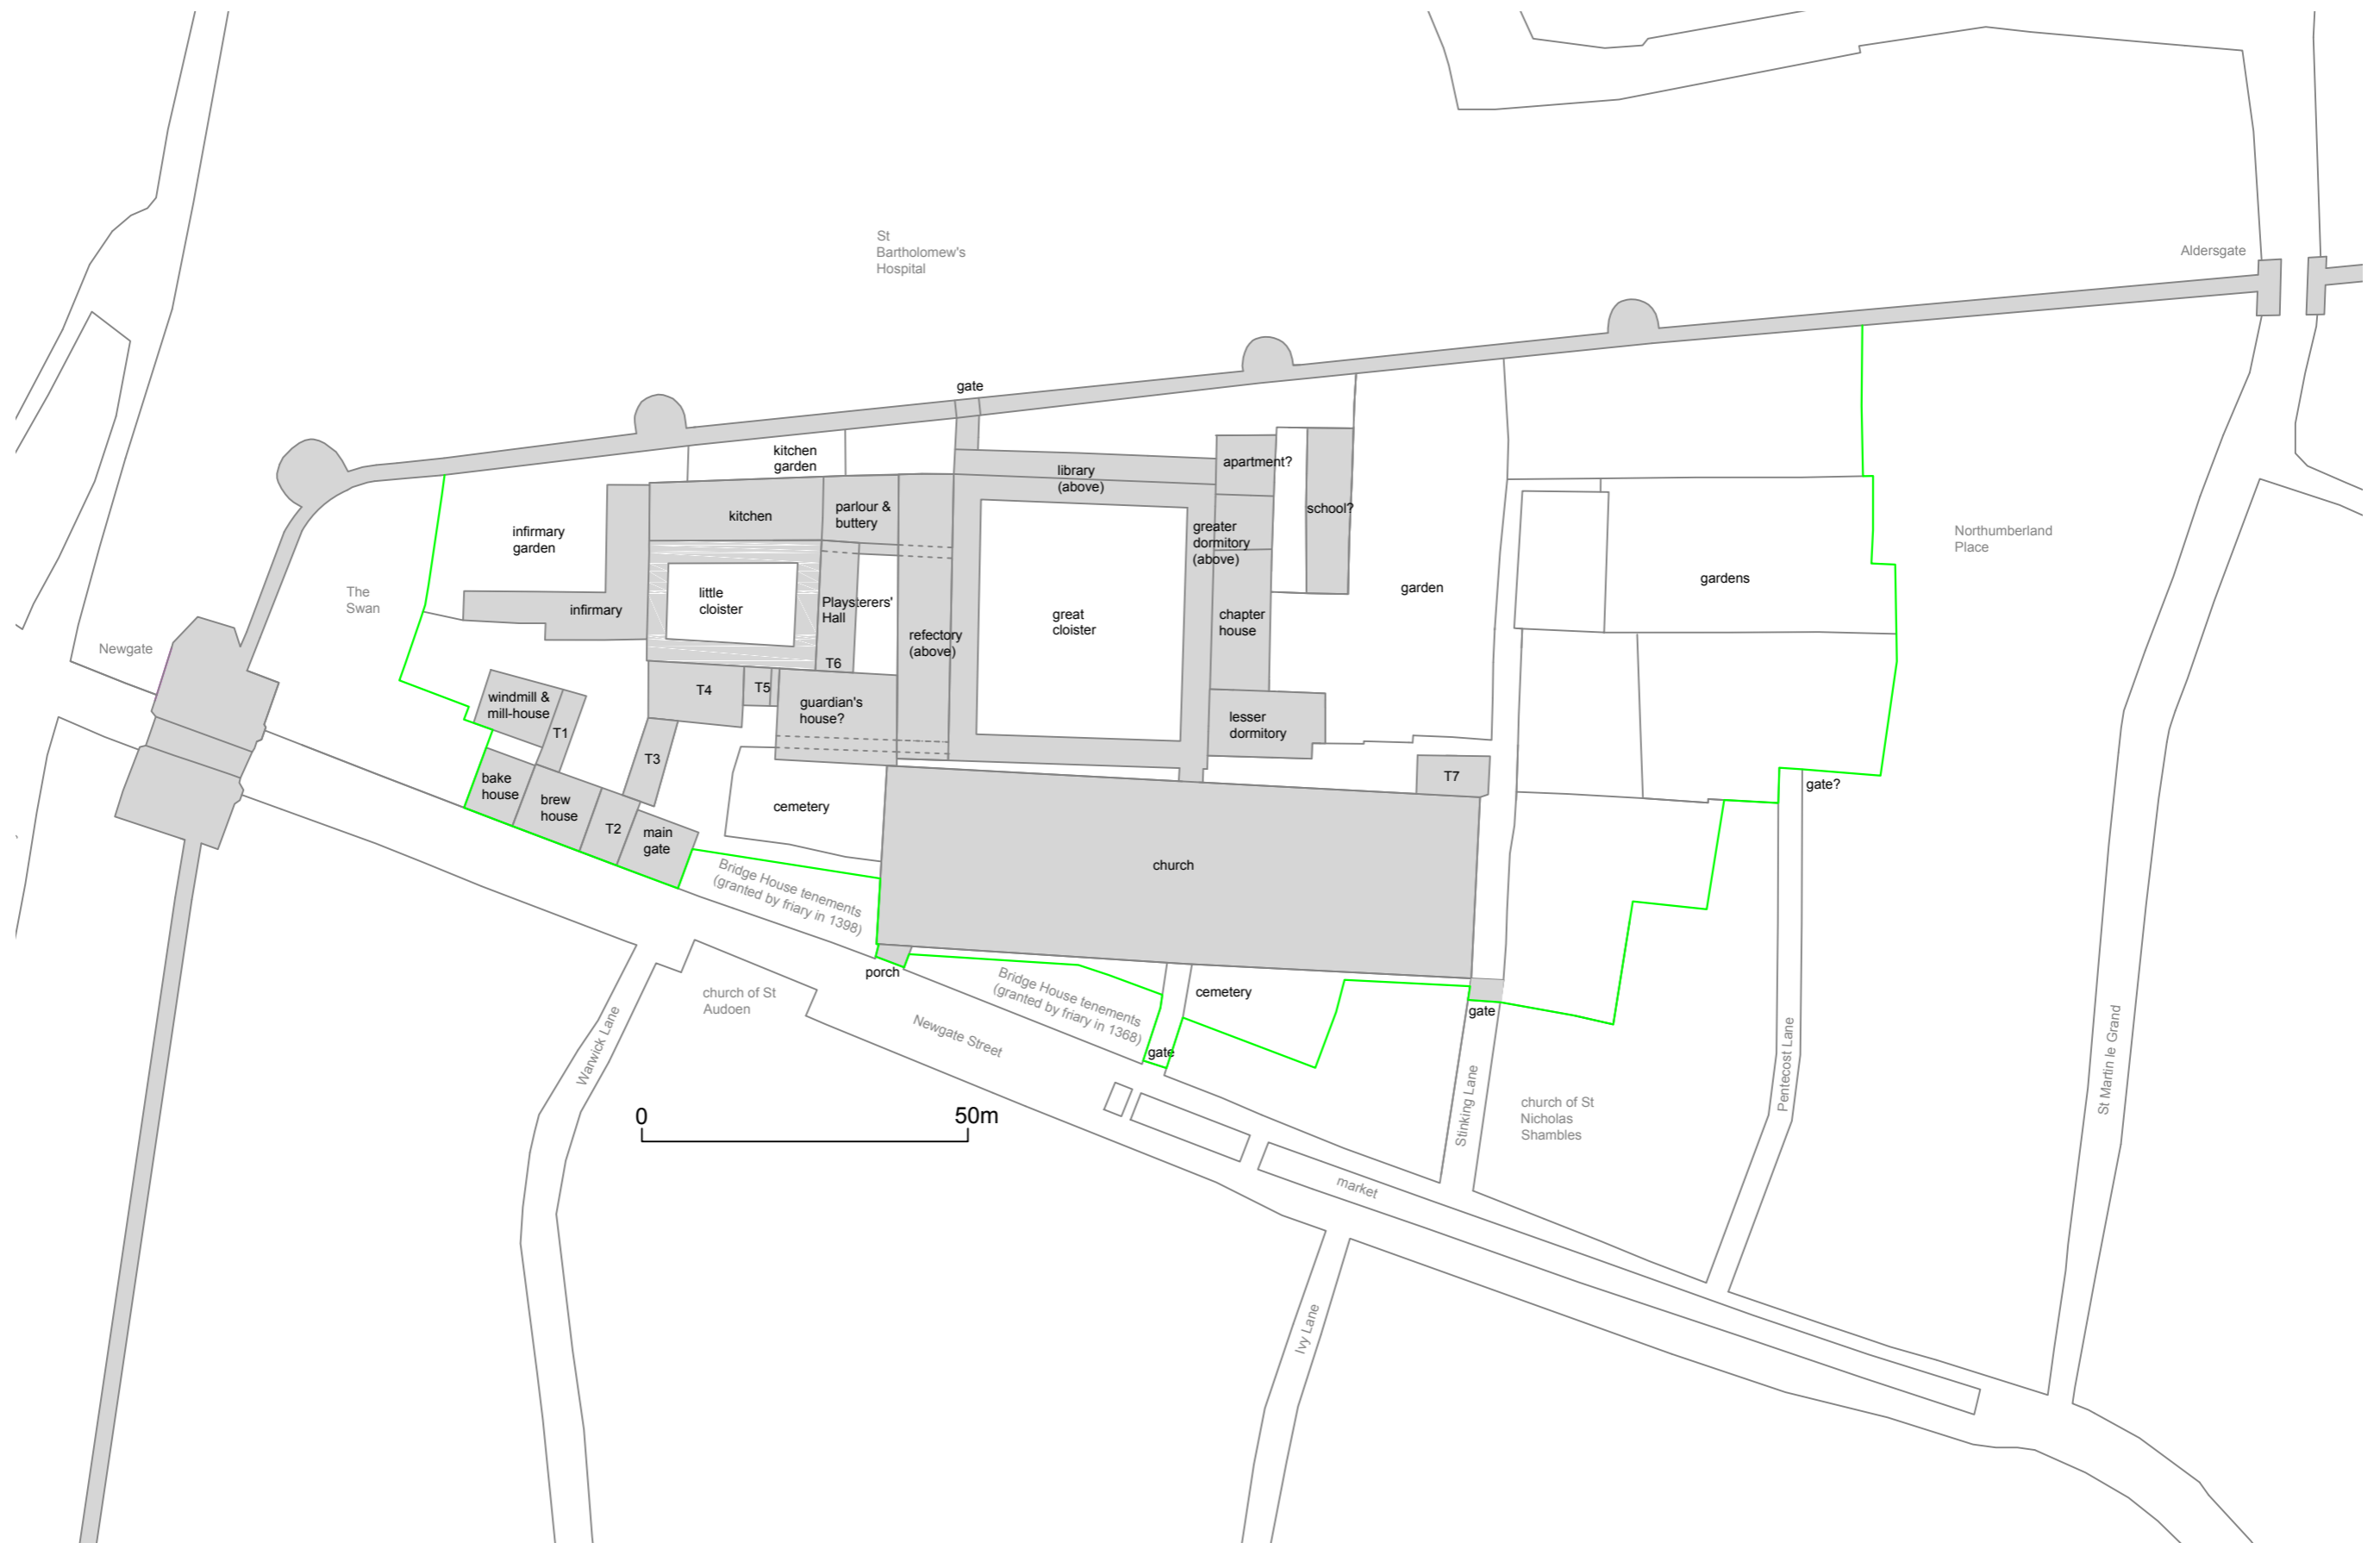 St
Bartholomew's
Hospital
Aldersgate
gate
kitchen
garden
library
(above)
apartment?
school?
kitchen
parlour &
buttery
infirmary
garden
greater
dormitory
(above)
Northumberland
Place
The
Swan
infirmary
little
cloister
Playsterers'
Hall
great
cloister
garden
gardens
Newgate
refectory
(above)
chapter
house
T6
T4
T5
windmill &
mill-house
guardian's
house?
lesser
dormitory
T1
T3
bake
house
brew
house
T2
main
gate
cemetery
T7
gate?
church
Bridge House tenements
(granted by friary in 1398)
porch
Bridge House tenements
(granted by friary in 1368)
cemetery
gate
church of St
Audoen
Warwick Lane
Newgate Street
gate
Stinking Lane
church of St
Nicholas
Shambles
Pentecost Lane
St Martin le Grand
0 50m
market
Ivy Lane